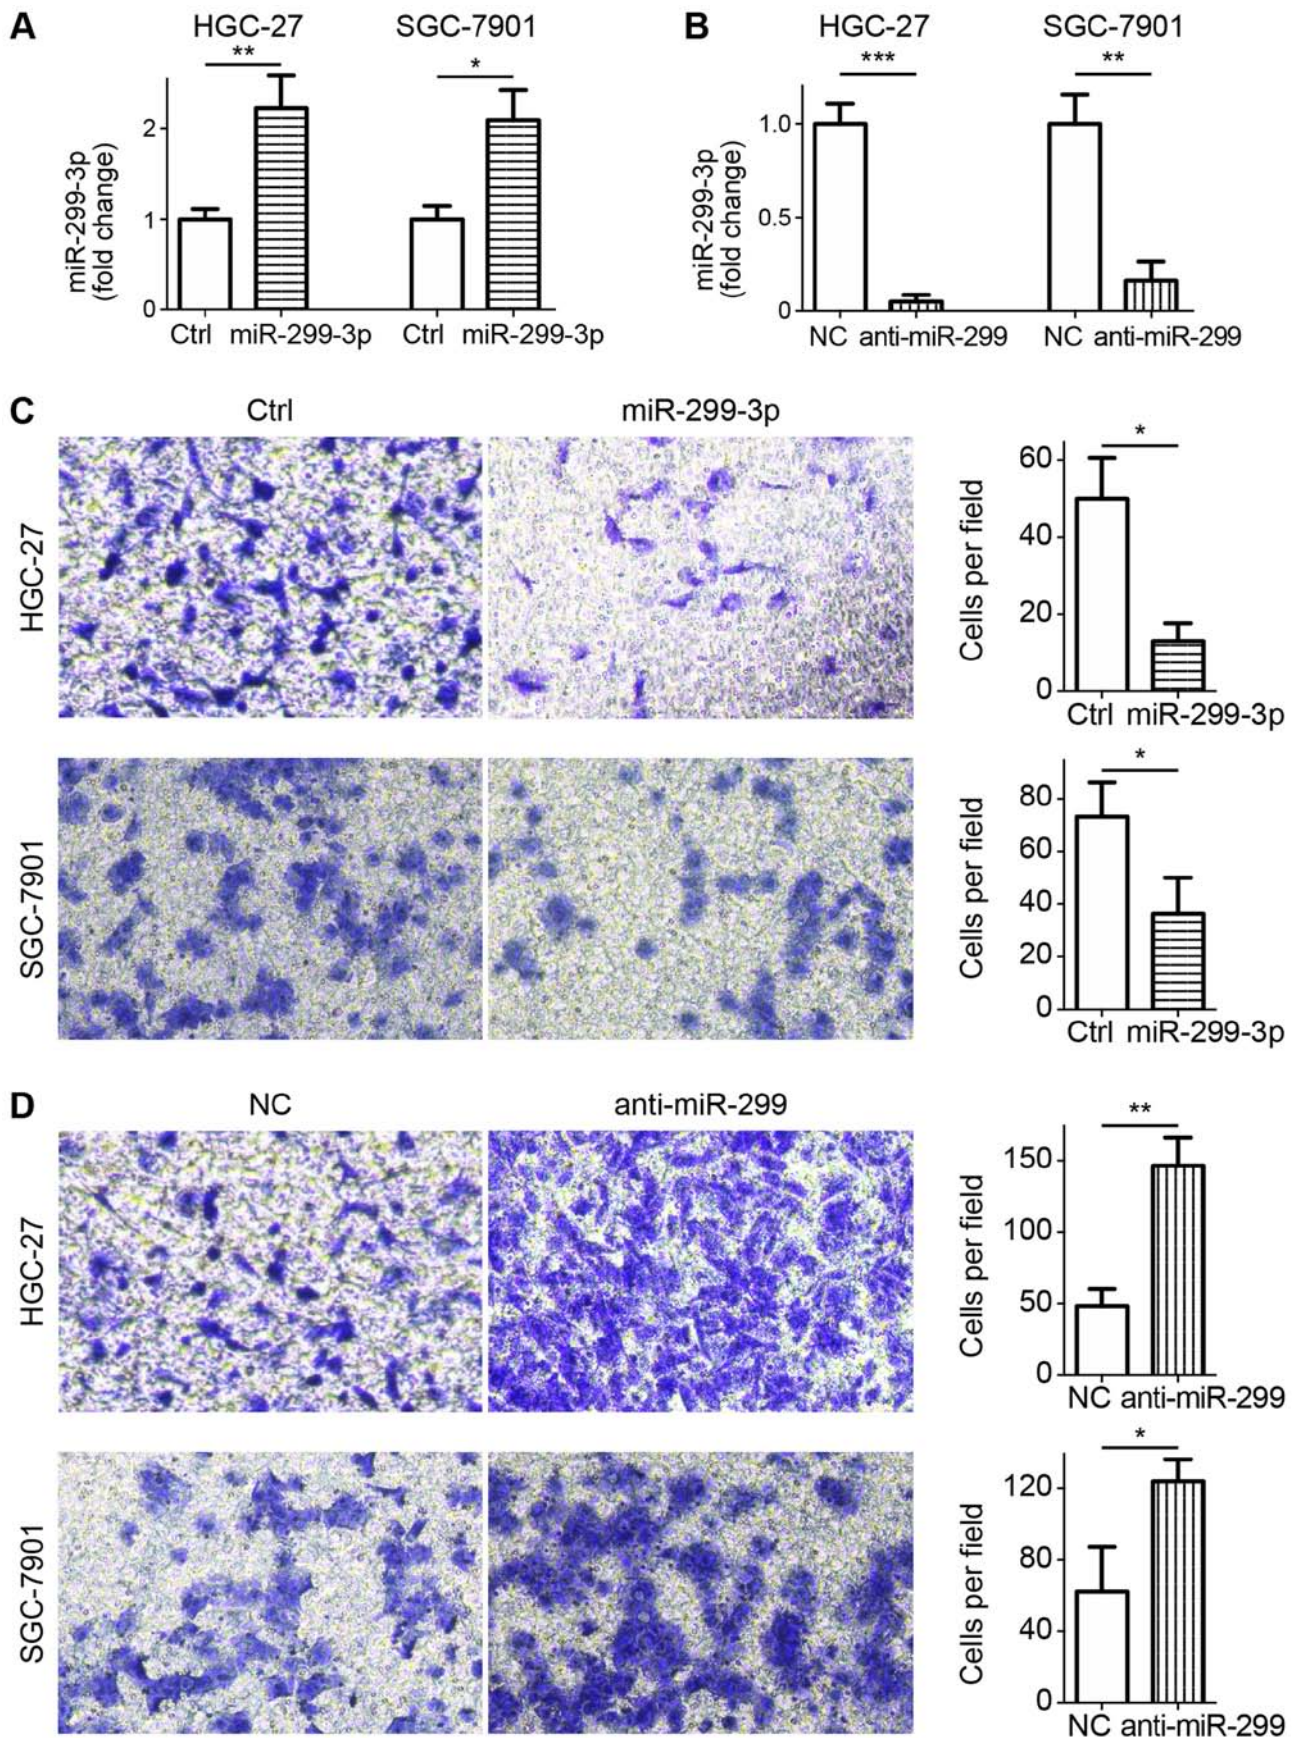 A
HGC-27
SGC-7901
**
*
miR-299-3p
(fold change)
2
1
0
Ctrl
miR-299-3p
Ctrl
miR-299-3p
B
HGC-27
SGC-7901
***
**
miR-299-3p
(fold change)
1.0
0.5
0
NC
anti-miR-299
NC
anti-miR-299
C
Ctrl
miR-299-3p
HGC-27
*
Cells per field
60
40
20
0
Ctrl
miR-299-3p
SGC-7901
*
Cells per field
80
60
40
20
0
Ctrl
miR-299-3p
D
NC
anti-miR-299
HGC-27
**
Cells per field
150
100
50
0
NC
anti-miR-299
SGC-7901
*
Cells per field
120
80
40
0
NC
anti-miR-299